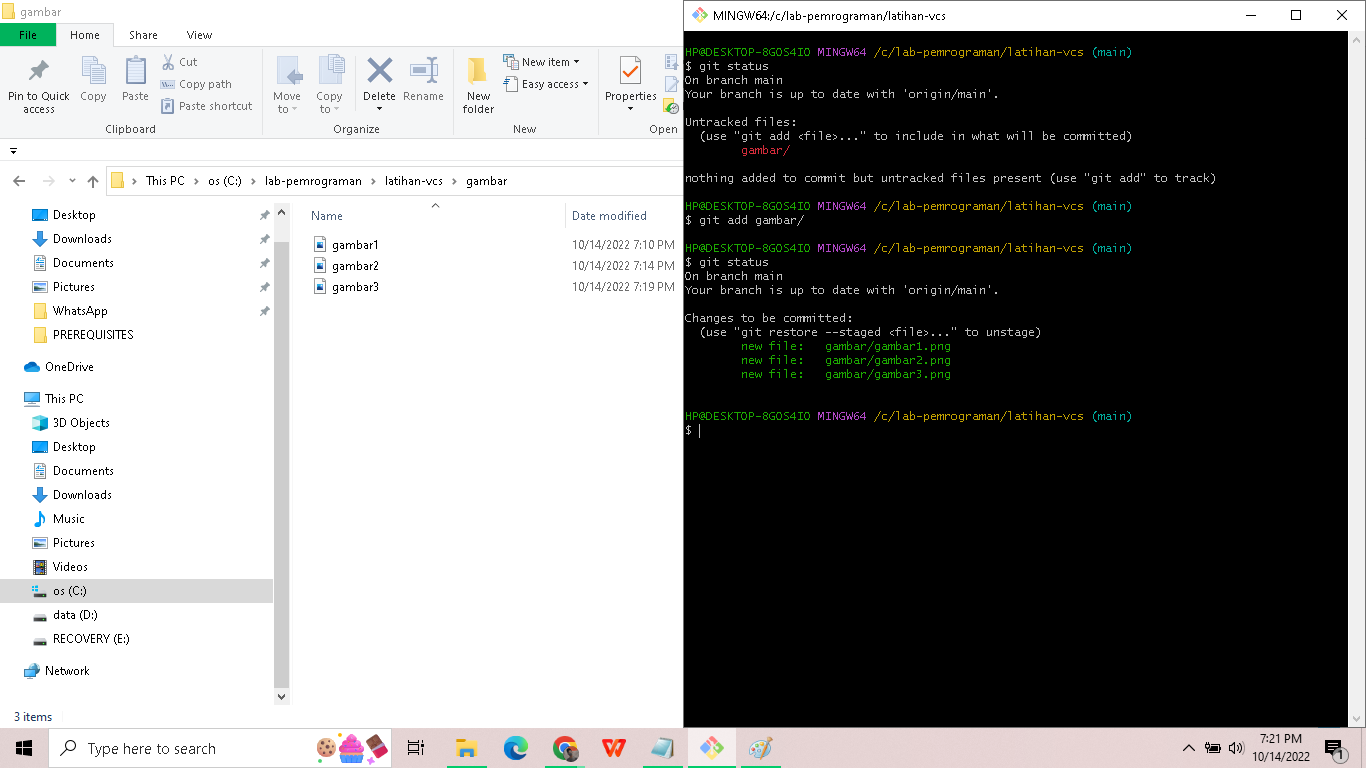 gambar
File Home Share View
Pin to Quick access
Copy
Paste
Cut
Copy path
Paste shortcut
Clipboard
Move to
Copy to
Delete
Rename
Organize
New folder
New item
Easy access
New
Properties
Open
This PC > os (C:) > lab-pemrograman > latihan-vcs > gambar
Desktop
Downloads
Documents
Pictures
WhatsApp
PREREQUISITES
OneDrive
This PC
3D Objects
Desktop
Documents
Downloads
Music
Pictures
Videos
os (C:)
data (D:)
RECOVERY (E:)
Network
Name Date modified
gambar1 10/14/2022 7:10 PM
gambar2 10/14/2022 7:14 PM
gambar3 10/14/2022 7:19 PM
3 items
MINGW64:/c/lab-pemrograman/latihan-vcs
HP@DESKTOP-8GOS4IO MINGW64 /c/lab-pemrograman/latihan-vcs (main)
$ git status
On branch main
Your branch is up to date with 'origin/main'.
Untracked files:
(use "git add <file>..." to include in what will be committed)
gambar/
nothing added to commit but untracked files present (use "git add" to track)
HP@DESKTOP-8GOS4IO MINGW64 /c/lab-pemrograman/latihan-vcs (main)
$ git add gambar/
HP@DESKTOP-8GOS4IO MINGW64 /c/lab-pemrograman/latihan-vcs (main)
$ git status
On branch main
Your branch is up to date with 'origin/main'.
Changes to be committed:
(use "git restore --staged <file>..." to unstage)
new file: gambar/gambar1.png
new file: gambar/gambar2.png
new file: gambar/gambar3.png
HP@DESKTOP-8GOS4IO MINGW64 /c/lab-pemrograman/latihan-vcs (main)
$
Type here to search
7:21 PM
10/14/2022
1